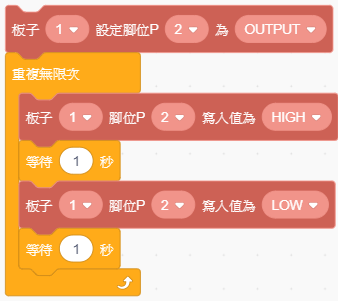 板子 1 設定腳位P 2 為 OUTPUT
重複無限次
板子 1 腳位P 2 寫入值為 HIGH
等待 1 秒
板子 1 腳位P 2 寫入值為 LOW
等待 1 秒